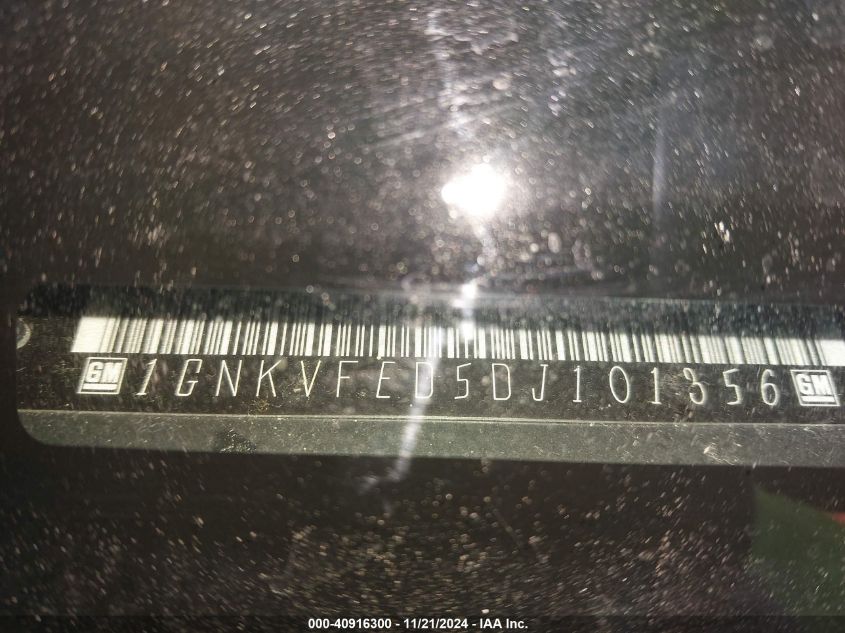 GM 1GNKVFED5DJ101356 GM
000-40916300 - 11/21/2024 - IAA Inc.